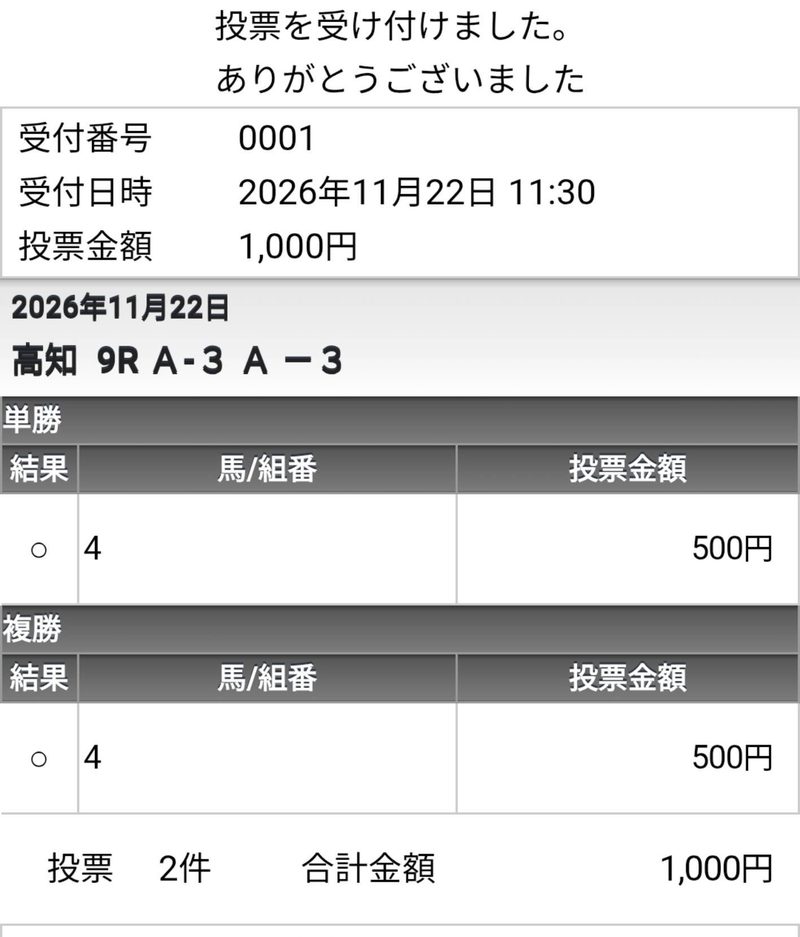 投票を受け付けました。
ありがとうございました
受付番号 0001
受付日時 2026年11月22日 11:30
投票金額 1,000円
2026年11月22日
高知 9R A-3 A －3
単勝
結果 馬/組番 投票金額
○ 4 500円
複勝
結果 馬/組番 投票金額
○ 4 500円
投票 2件 合計金額 1,000円